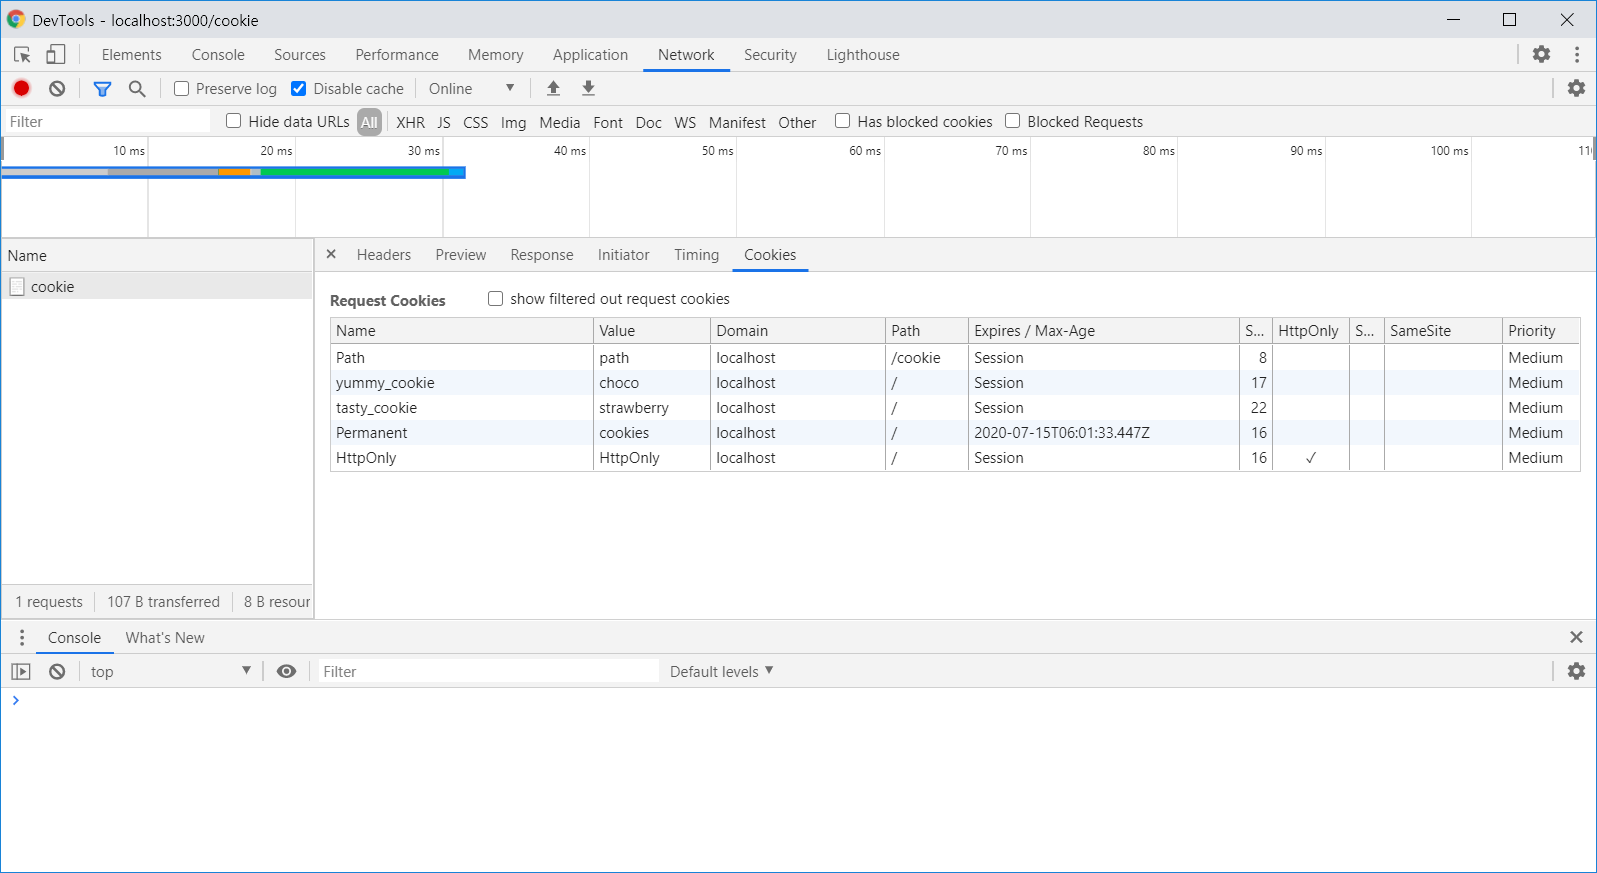 DevTools - localhost:3000/cookie
Elements Console Sources Performance Memory Application Network Security Lighthouse
Preserve log Disable cache Online
Filter Hide data URLs All XHR JS CSS Img Media Font Doc WS Manifest Other Has blocked cookies Blocked Requests
10 ms 20 ms 30 ms 40 ms 50 ms 60 ms 70 ms 80 ms 90 ms 100 ms 11
Name
cookie
Headers Preview Response Initiator Timing Cookies
Request Cookies show filtered out request cookies
Name Value Domain Path Expires / Max-Age S... HttpOnly S... SameSite Priority
Path path localhost /cookie Session 8 Medium
yummy_cookie choco localhost / Session 17 Medium
tasty_cookie strawberry localhost / Session 22 Medium
Permanent cookies localhost / 2020-07-15T06:01:33.447Z 16 Medium
HttpOnly HttpOnly localhost / Session 16 ✓ Medium
1 requests 107 B transferred 8 B resour
Console What's New
top Filter Default levels